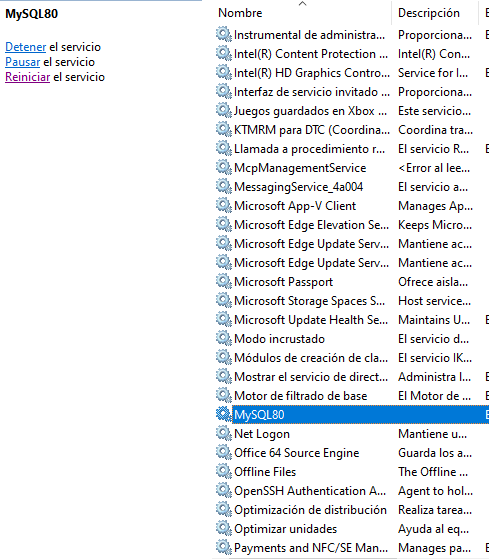 MySQL80
Detener el servicio
Pausar el servicio
Reiniciar el servicio
Nombre Descripción
Instrumental de administra... Proporciona...
Intel(R) Content Protection ... Intel(R) Con...
Intel(R) HD Graphics Contro... Service for I...
Interfaz de servicio invitado ... Proporciona...
Juegos guardados en Xbox ... Este servicio...
KTMRM para DTC (Coordina... Coordina tra...
Llamada a procedimiento r... El servicio R...
McpManagementService <Error al lee...
MessagingService_4a004 El servicio a...
Microsoft App-V Client Manages Ap...
Microsoft Edge Elevation Se... Keeps Micro...
Microsoft Edge Update Serv... Mantiene ac...
Microsoft Edge Update Serv... Mantiene ac...
Microsoft Passport Ofrece aisla...
Microsoft Storage Spaces S... Host service...
Microsoft Update Health Se... Maintains U...
Modo incrustado El servicio d...
Módulos de creación de cla... El servicio IK...
Mostrar el servicio de direct... Administra l...
Motor de filtrado de base El Motor de ...
MySQL80
Net Logon Mantiene u...
Office 64 Source Engine Guarda los a...
Offline Files The Offline ...
OpenSSH Authentication A... Agent to hol...
Optimización de distribución Realiza tarea...
Optimizar unidades Ayuda al eq...
Payments and NFC/SE Man... Manages pa...